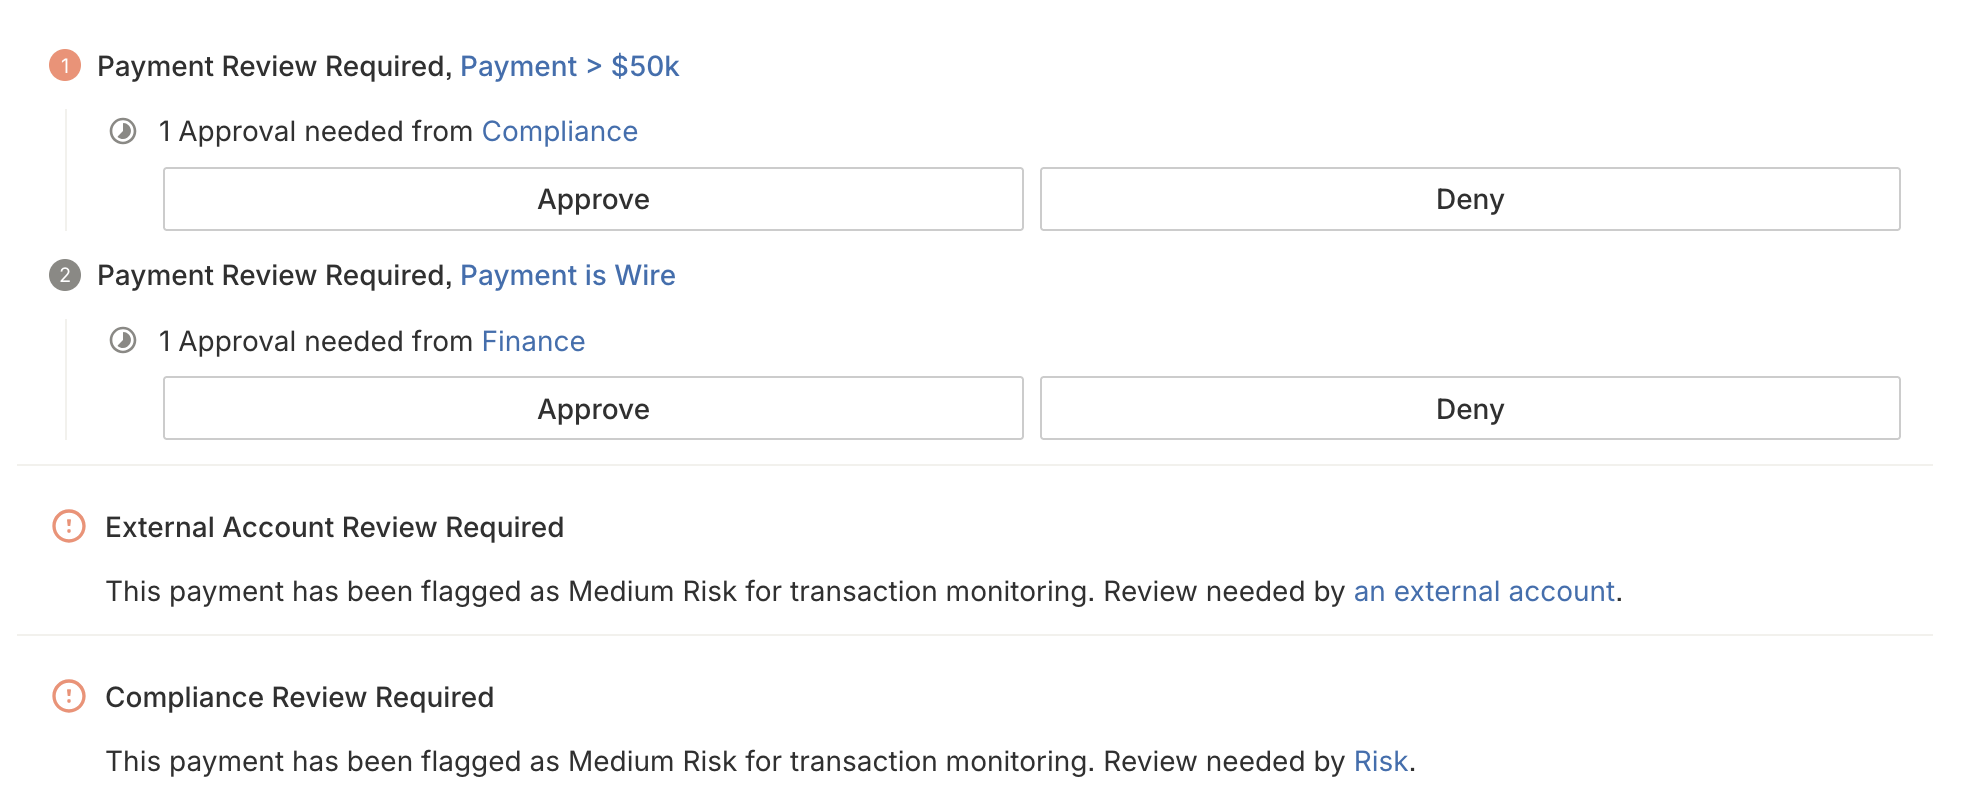 1 Payment Review Required, Payment > $50k
1 Approval needed from Compliance
Approve Deny
2 Payment Review Required, Payment is Wire
1 Approval needed from Finance
Approve Deny
External Account Review Required
This payment has been flagged as Medium Risk for transaction monitoring. Review needed by an external account.
Compliance Review Required
This payment has been flagged as Medium Risk for transaction monitoring. Review needed by Risk.